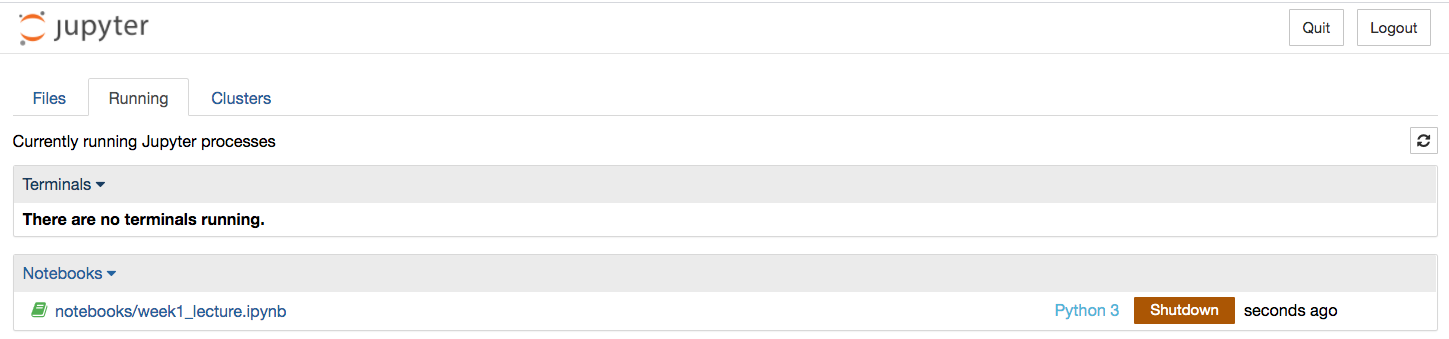 jupyter Quit Logout
Files Running Clusters
Currently running Jupyter processes
Terminals
There are no terminals running.
Notebooks
notebooks/week1_lecture.ipynb Python 3 Shutdown seconds ago